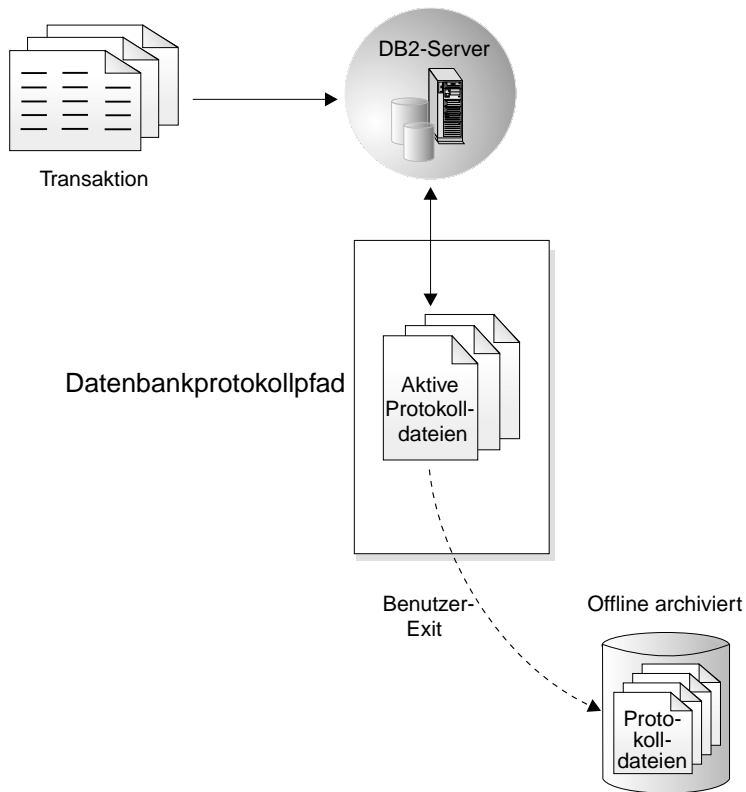 DB2-Server
Transaktion
Datenbankprotokollpfad
Aktive
Protokoll-
dateien
Benutzer-
Exit
Offline archiviert
Proto-
koll-
dateien